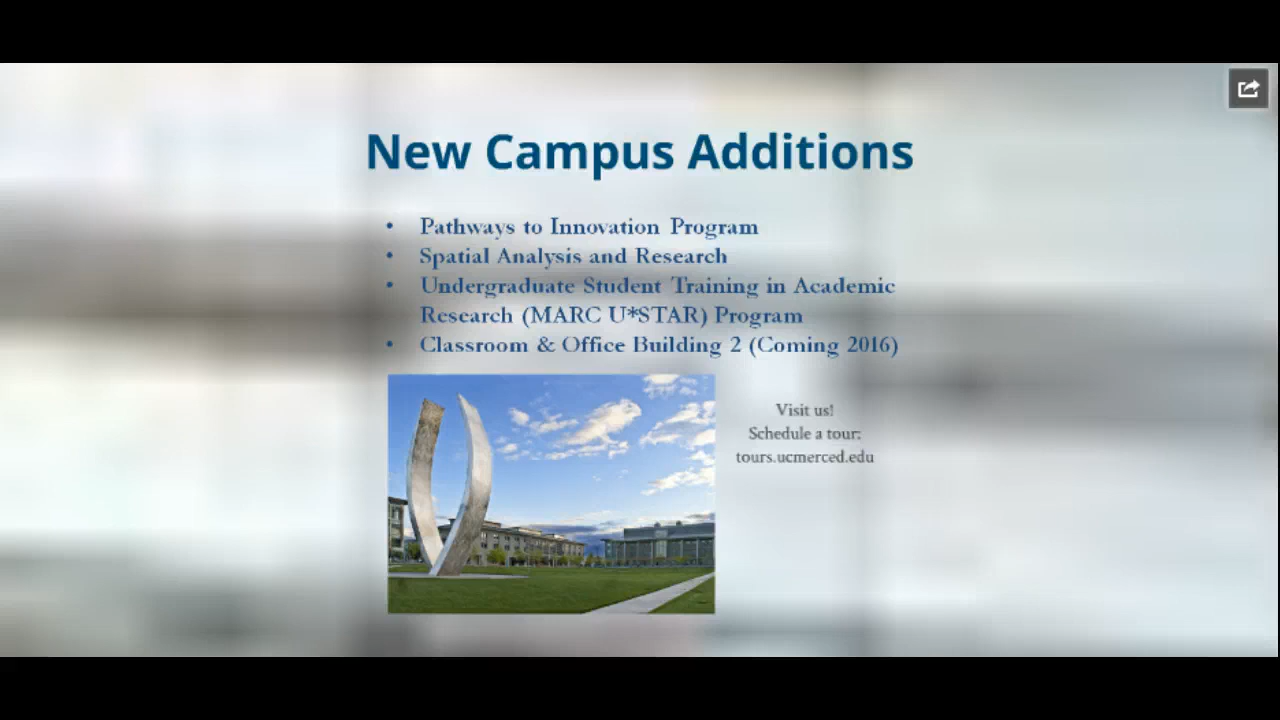 New Campus Additions
• Pathways to Innovation Program
• Spatial Analysis and Research
• Undergraduate Student Training in Academic
Research (MARC U*STAR) Program
• Classroom & Office Building 2 (Coming 2016)
Visit us!
Schedule a tour:
tours.ucmerced.edu